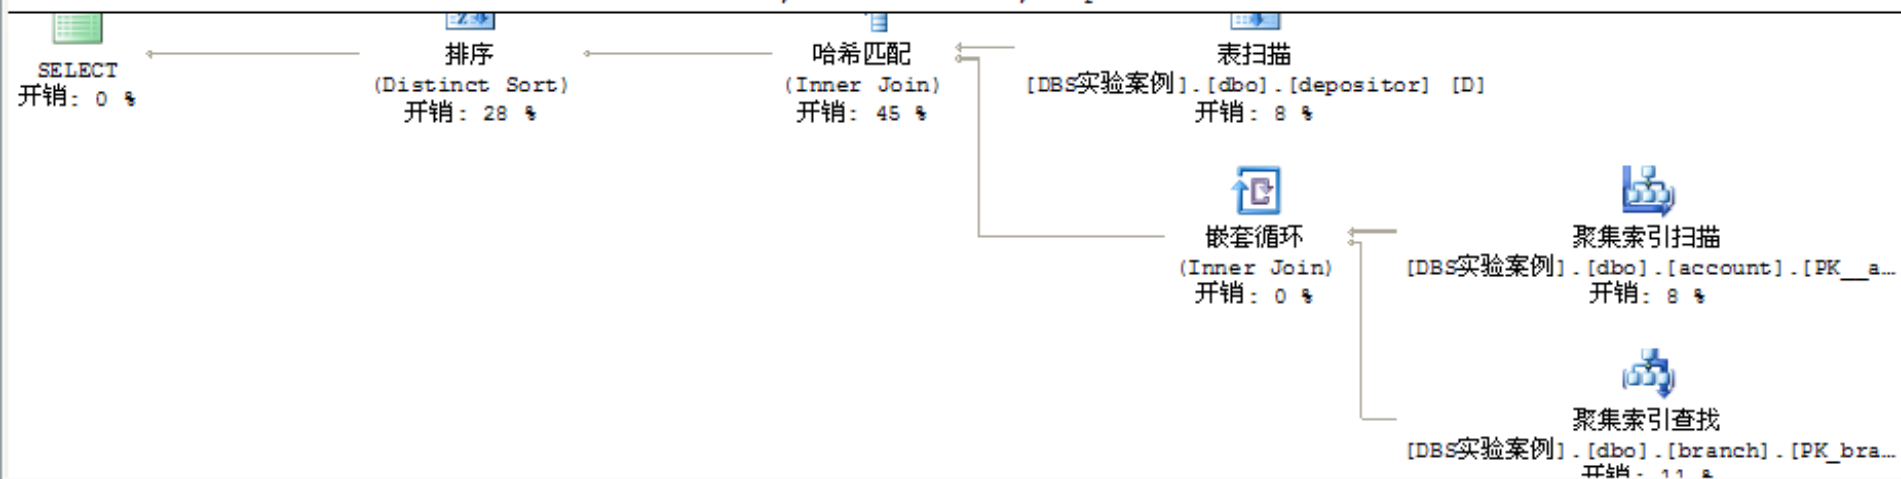 SELECT
开销: 0 %
排序
(Distinct Sort)
开销: 28 %
哈希匹配
(Inner Join)
开销: 45 %
表扫描
[DBS实验案例].[dbo].[depositor] [D]
开销: 8 %
嵌套循环
(Inner Join)
开销: 0 %
聚集索引扫描
[DBS实验案例].[dbo].[account].[PK__a…
开销: 8 %
聚集索引查找
[DBS实验案例].[dbo].[branch].[PK_bra…
开销: 11 %